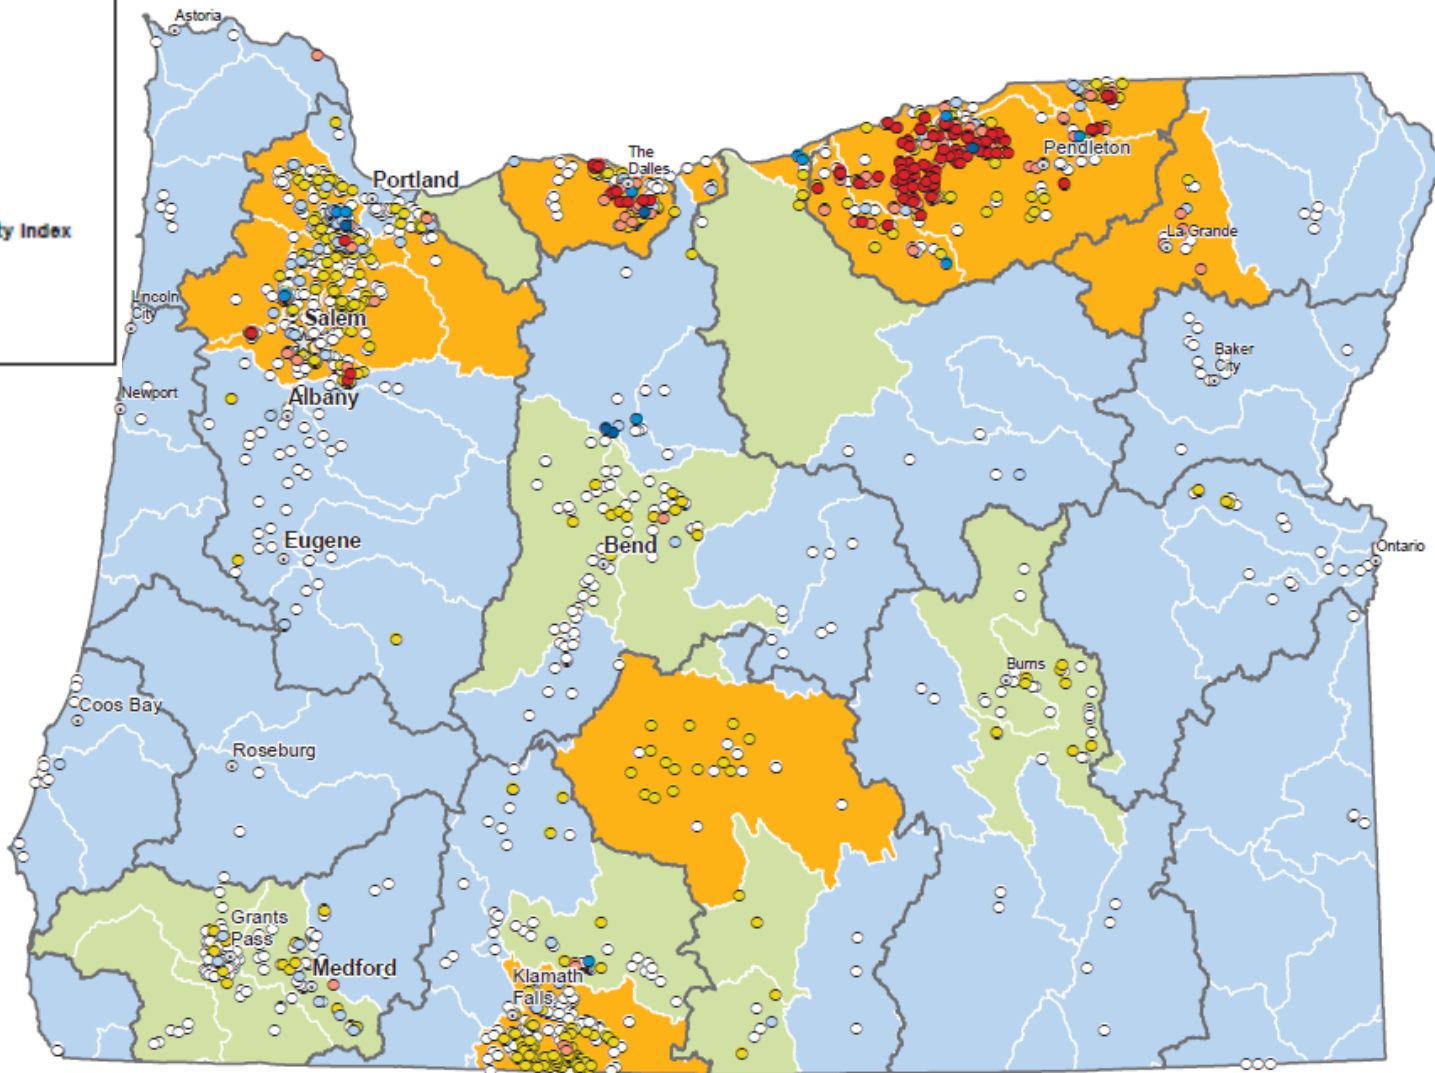 Astoria
ty Index
Portland
The
Dalles
Pendleton
La Grande
Lincoln
City
Salem
Baker
City
Newport
Albany
Eugene
Bend
Ontario
Burns
Coos Bay
Roseburg
Grants
Pass
Medford
Klamath
Falls